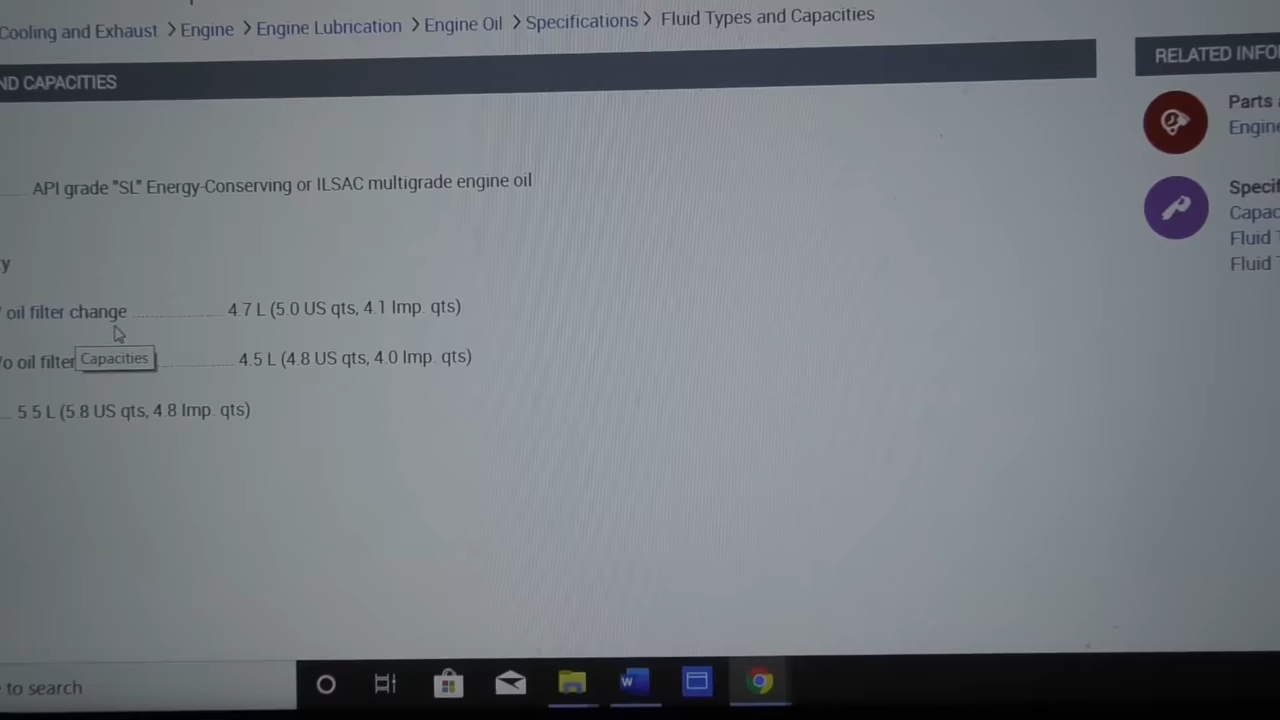 Cooling and Exhaust > Engine > Engine Lubrication > Engine Oil > Specifications > Fluid Types and Capacities
ND CAPACITIES
RELATED INFO
Parts
Engine
API grade "SL" Energy-Conserving or ILSAC multigrade engine oil
Specif
Capac
Fluid
Fluid
y
oil filter change 4.7 L (5.0 US qts, 4.1 Imp. qts)
/o oil filter Capacities 4.5 L (4.8 US qts, 4.0 Imp. qts)
5.5 L (5.8 US qts, 4.8 Imp. qts)
to search
W